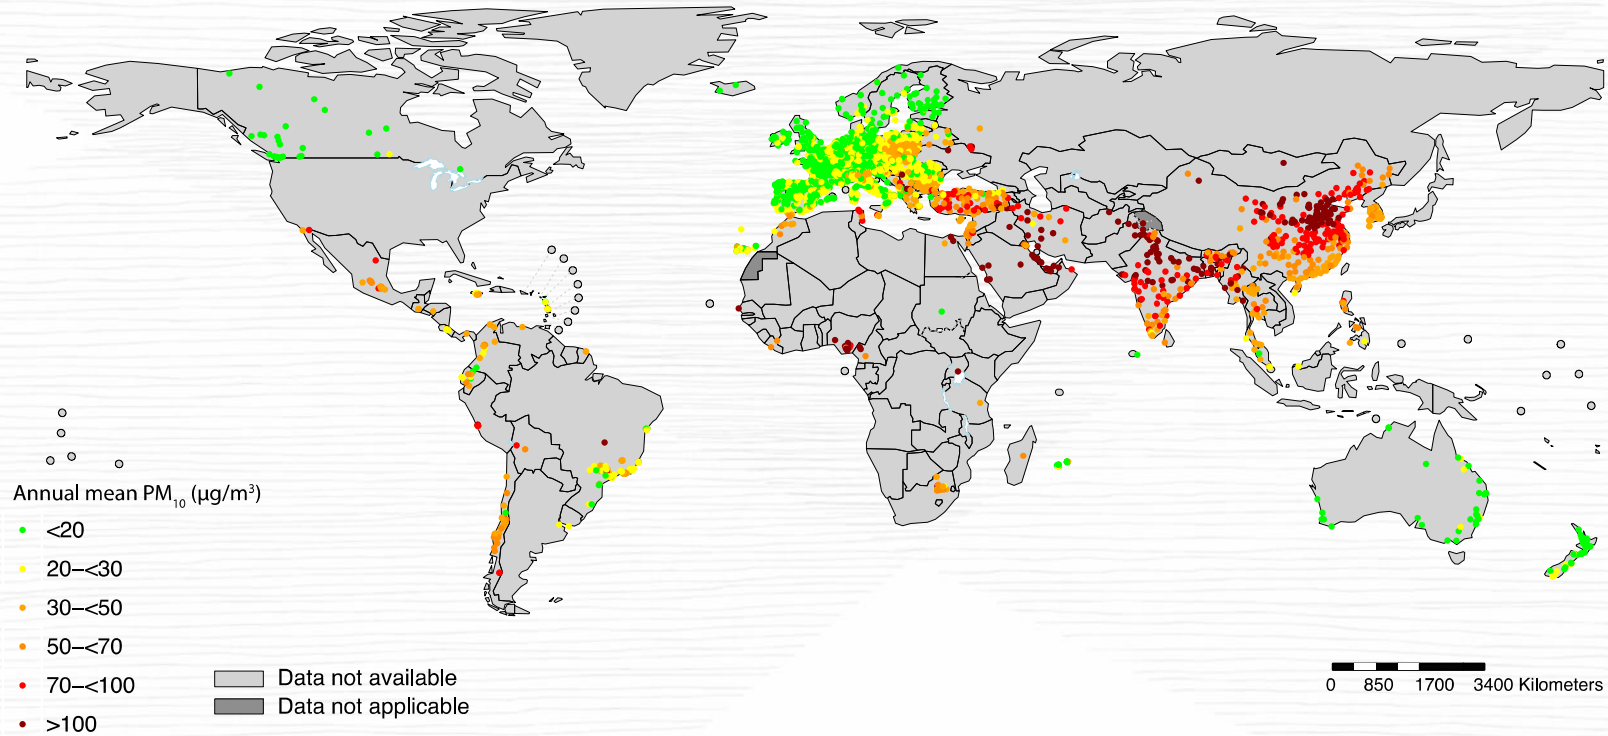 Annual mean PM₁₀ (µg/m³)
<20
20–<30
30–<50
50–<70
70–<100
>100
Data not available
Data not applicable
0 850 1700 3400 Kilometers